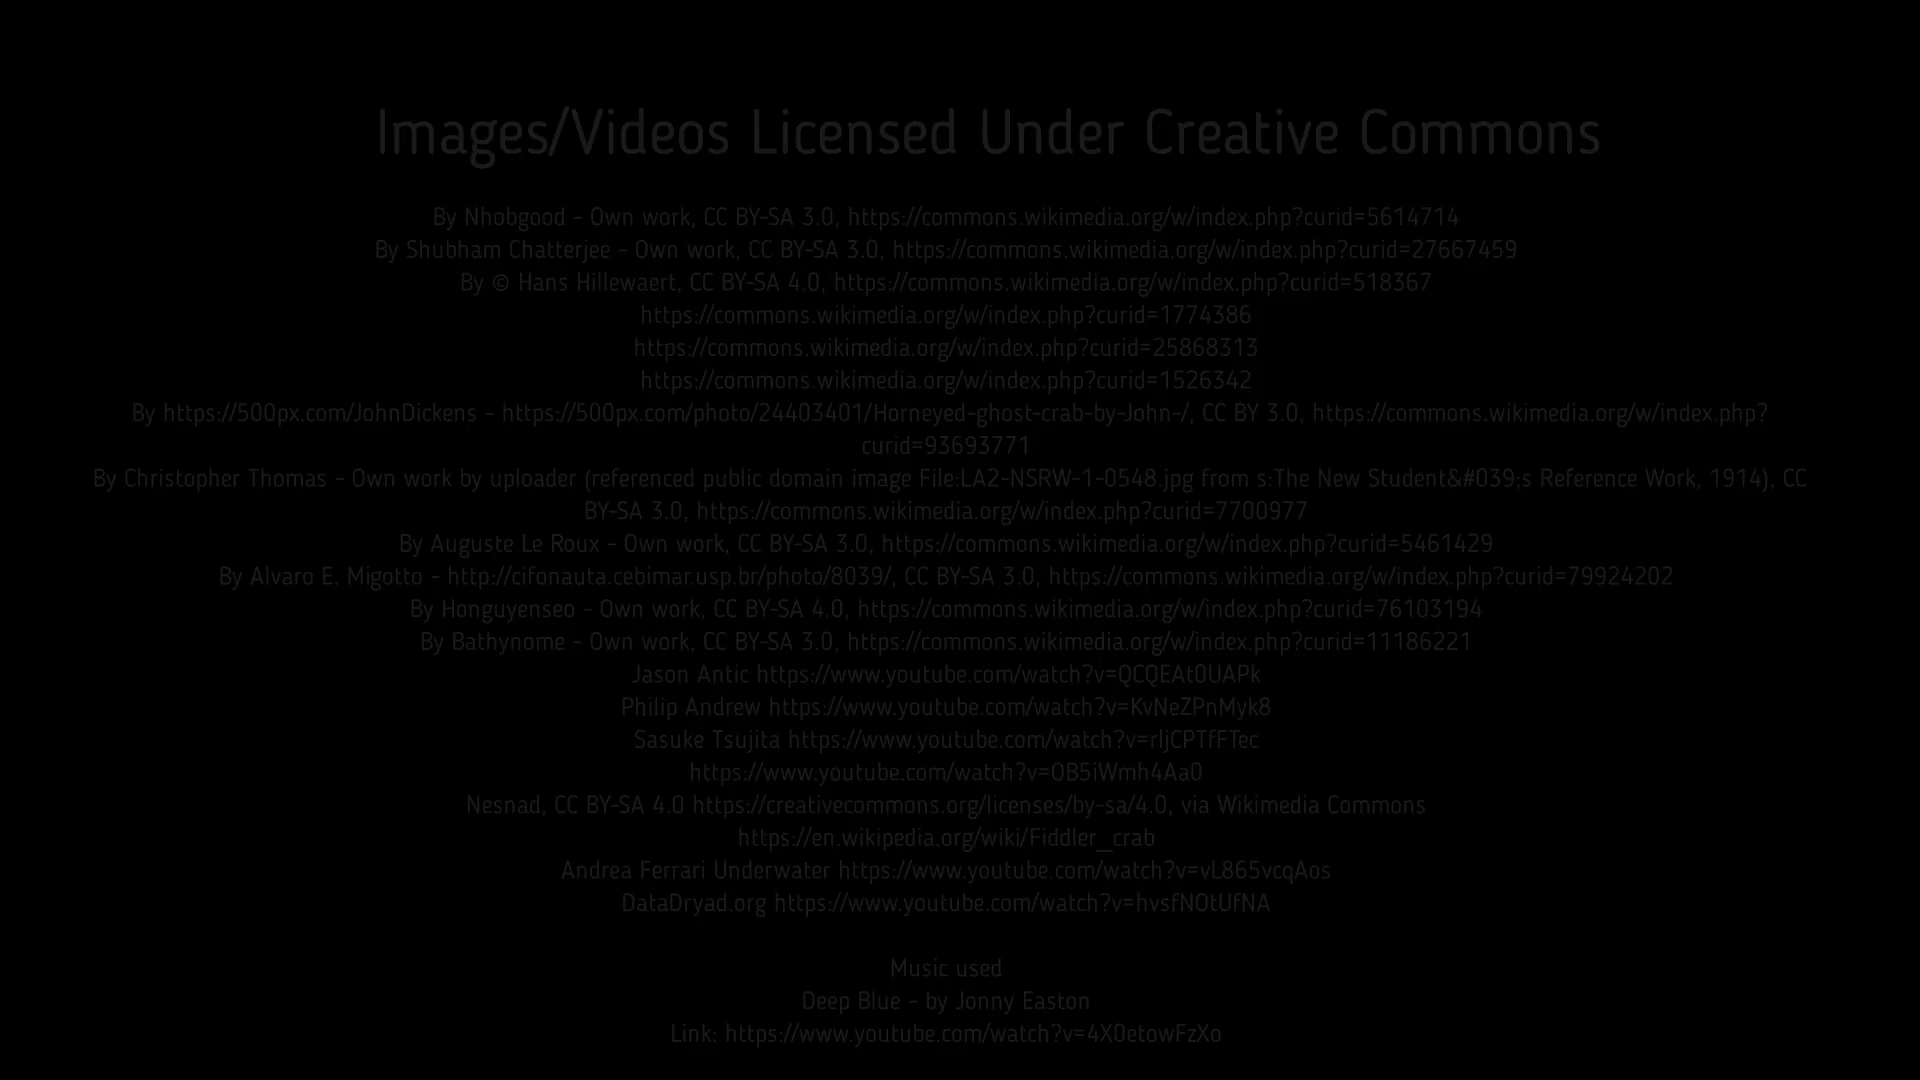 Images/Videos Licensed Under Creative Commons
By Nhobgood - Own work, CC BY-SA 3.0, https://commons.wikimedia.org/w/index.php?curid=5614714
By Shubham Chatterjee - Own work, CC BY-SA 3.0, https://commons.wikimedia.org/w/index.php?curid=27667459
By © Hans Hillewaert, CC BY-SA 4.0, https://commons.wikimedia.org/w/index.php?curid=518367
https://commons.wikimedia.org/w/index.php?curid=1774386
https://commons.wikimedia.org/w/index.php?curid=25868313
https://commons.wikimedia.org/w/index.php?curid=1526342
By https://500px.com/JohnDickens - https://500px.com/photo/24403401/Horneyed-ghost-crab-by-John-/, CC BY 3.0, https://commons.wikimedia.org/w/index.php?
curid=93693771
By Christopher Thomas - Own work by uploader (referenced public domain image File:LA2-NSRW-1-0548.jpg from s:The New Student&#039;s Reference Work, 1914), CC
BY-SA 3.0, https://commons.wikimedia.org/w/index.php?curid=7700977
By Auguste Le Roux - Own work, CC BY-SA 3.0, https://commons.wikimedia.org/w/index.php?curid=5461429
By Alvaro E. Migotto - http://cifonauta.cebimar.usp.br/photo/8039/, CC BY-SA 3.0, https://commons.wikimedia.org/w/index.php?curid=79924202
By Honguyenseo - Own work, CC BY-SA 4.0, https://commons.wikimedia.org/w/index.php?curid=76103194
By Bathynome - Own work, CC BY-SA 3.0, https://commons.wikimedia.org/w/index.php?curid=11186221
Jason Antic https://www.youtube.com/watch?v=QCQEAt0UAPk
Philip Andrew https://www.youtube.com/watch?v=KvNeZPnMyk8
Sasuke Tsujita https://www.youtube.com/watch?v=rljCPTfFTec
https://www.youtube.com/watch?v=OB5iWmh4Aa0
Nesnad, CC BY-SA 4.0 https://creativecommons.org/licenses/by-sa/4.0, via Wikimedia Commons
https://en.wikipedia.org/wiki/Fiddler_crab
Andrea Ferrari Underwater https://www.youtube.com/watch?v=vL865vcqAos
DataDryad.org https://www.youtube.com/watch?v=hvsfNOtUfNA
Music used
Deep Blue - by Jonny Easton
Link: https://www.youtube.com/watch?v=4X0etowFzXo